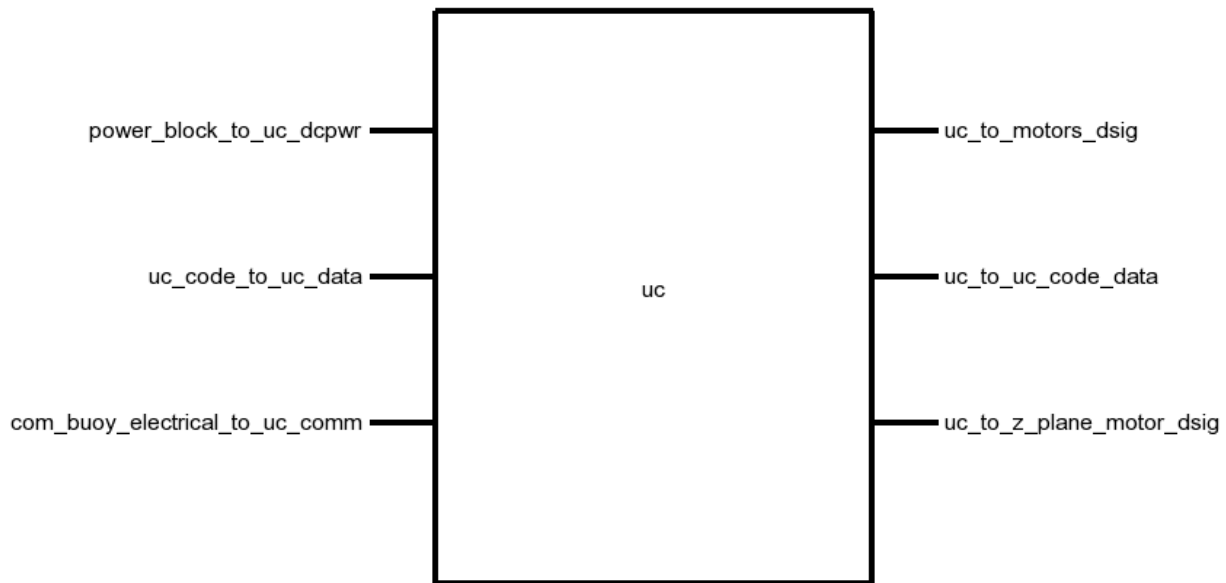 power_block_to_uc_dcpwr
uc_to_motors_dsig
uc_code_to_uc_data
uc
uc_to_uc_code_data
com_buoy_electrical_to_uc_comm
uc_to_z_plane_motor_dsig